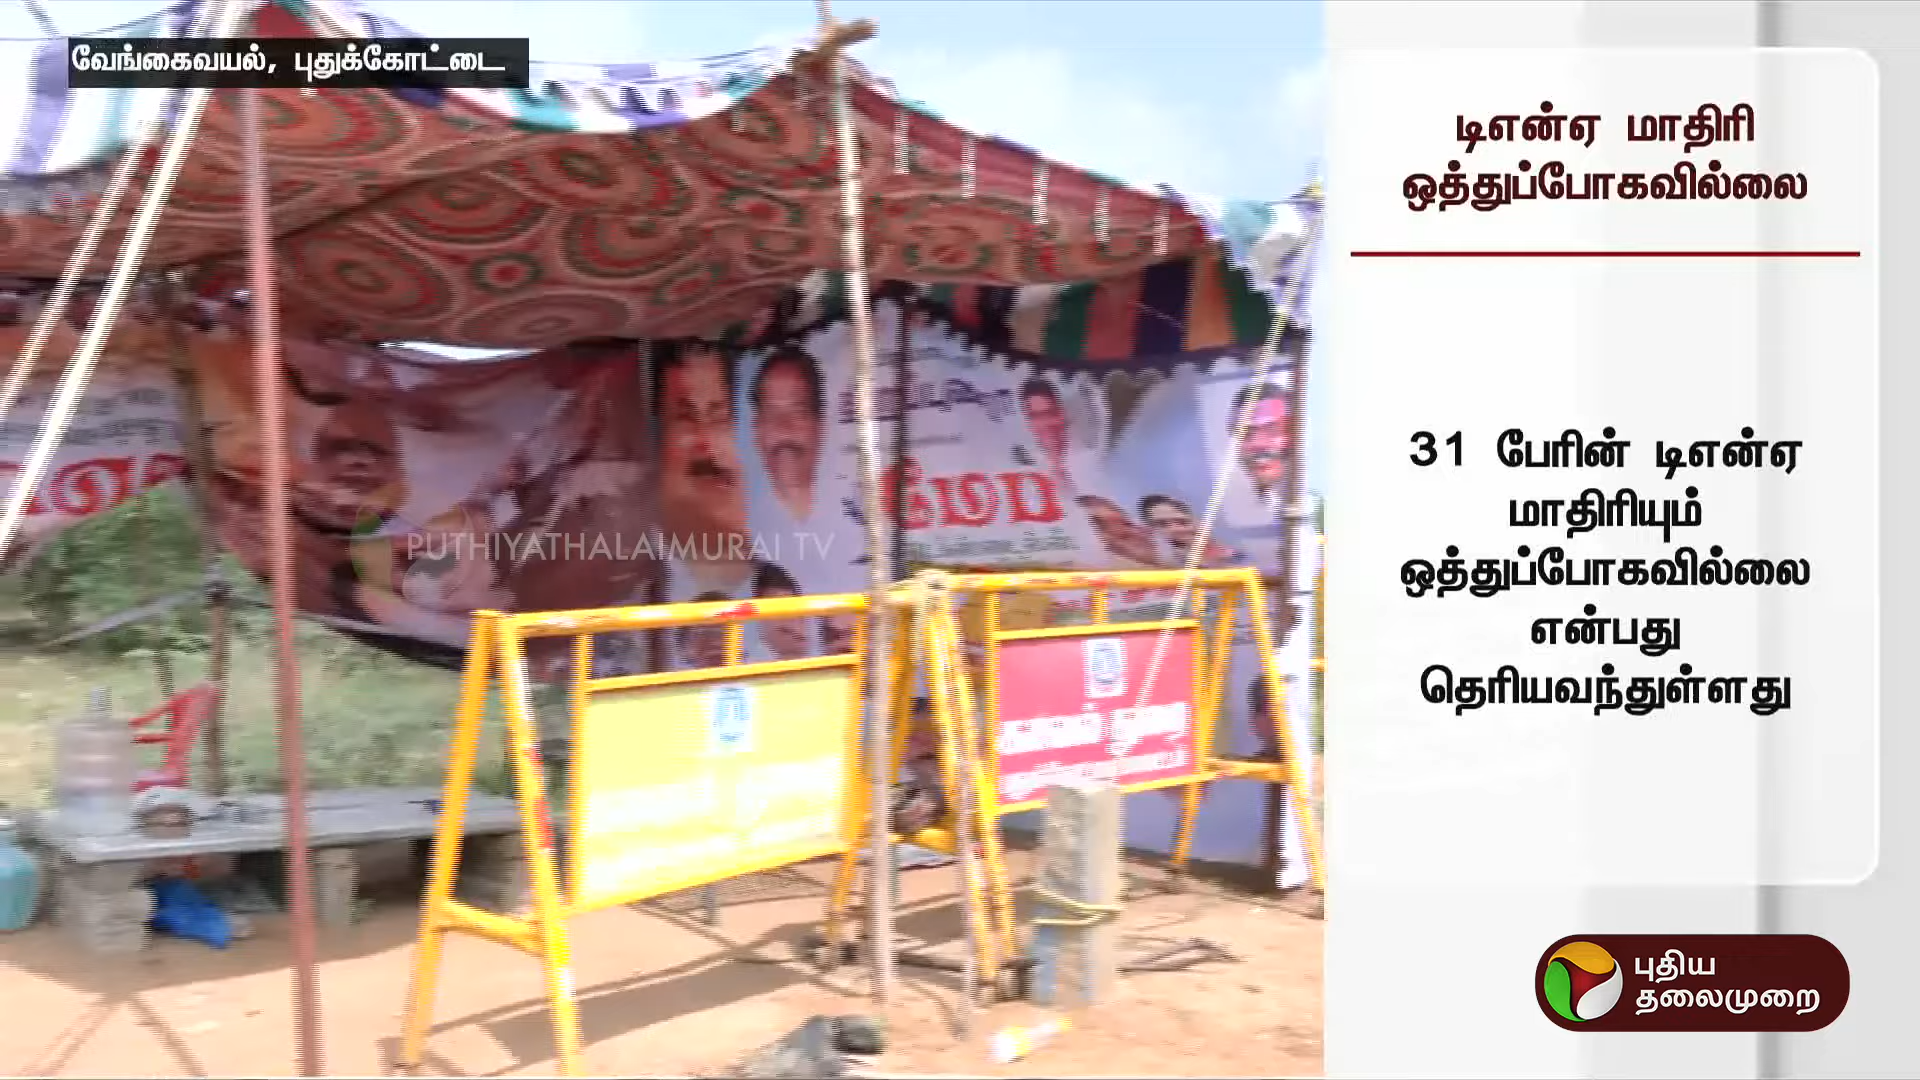 வேங்கைவயல், புதுக்கோட்டை
டிஎன்ஏ மாதிரி
ஒத்துப்போகவில்லை
31 பேரின் டிஎன்ஏ
மாதிரியும்
ஒத்துப்போகவில்லை
என்பது
தெரியவந்துள்ளது
PUTHIYATHALAIMURAI TV
புதிய
தலைமுறை